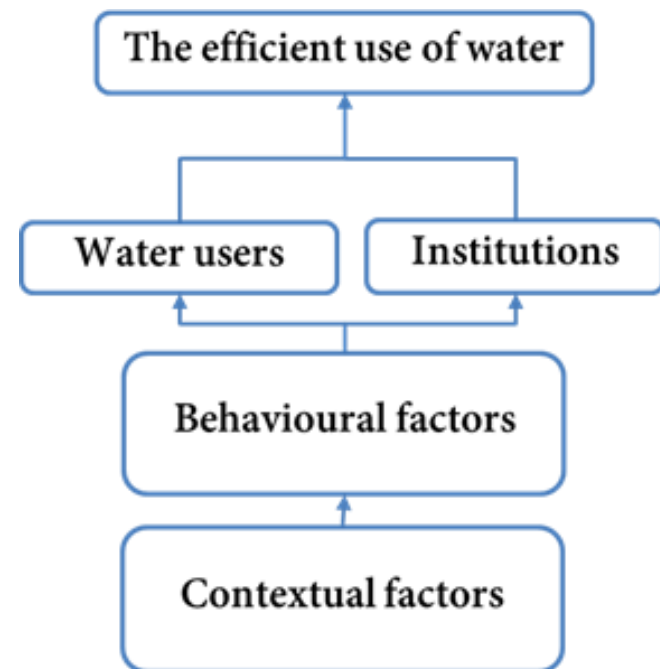 The efficient use of water
Water users
Institutions
Behavioural factors
Contextual factors